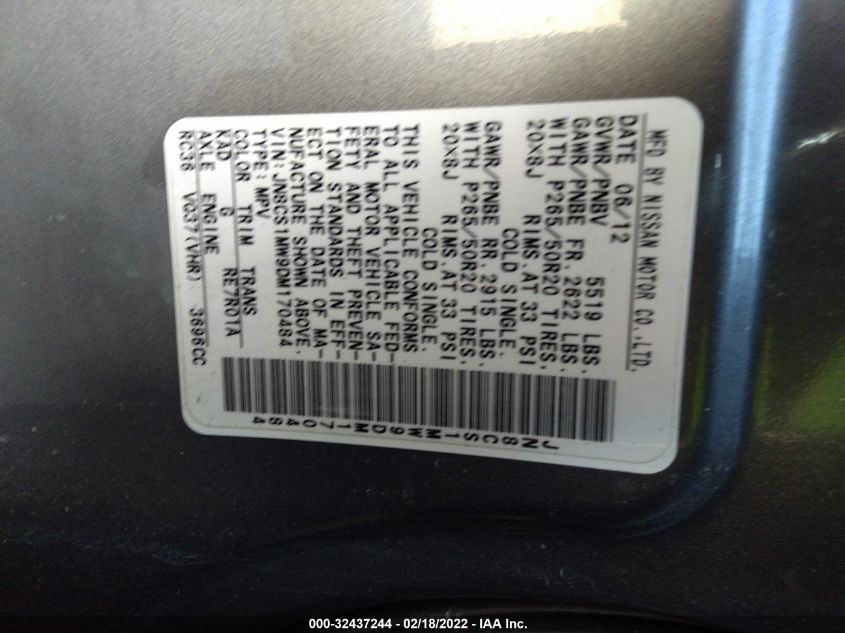 MFD BY NISSAN MOTOR CO.,LTD.
DATE 06/12
GVWR/PNBV 5519 LBS.
GAWR/PNBE FR. 2622 LBS.
WITH P265/50R20 TIRES,
20X8J RIMS.AT 33 PSI
COLD SINGLE.
GAWR/PNBE RR. 2915 LBS.
WITH P265/50R20 TIRES,
20X8J RIMS.AT 33 PSI
COLD SINGLE.
THIS VEHICLE CONFORMS
TO ALL APPLICABLE FED-
ERAL MOTOR VEHICLE SA-
FETY AND THEFT PREVEN-
TION STANDARDS IN EFF-
ECT ON THE DATE OF MA-
NUFACTURE SHOWN ABOVE.
VIN:JN8CS1MW9DM170484
TYPE:MPV
COLOR TRIM TRANS
KAD G RE7R01A
AXLE ENGINE
RC36 VQ37(VHR) 3696CC
JN8CS1MW9DM170484
000-32437244 - 02/18/2022 - IAA Inc.